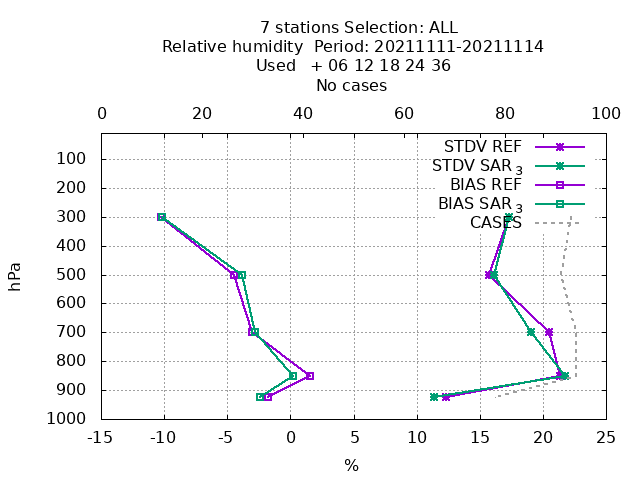 7 stations Selection: ALL
Relative humidity  Period: 20211111-20211114
Used   + 06 12 18 24 36
No cases
0 20 40 60 80 100
STDV REF
STDV SAR 3
BIAS REF
BIAS SAR 3
CASES
100
200
300
400
500
600
700
800
900
1000
hPa
-15 -10 -5 0 5 10 15 20 25
%